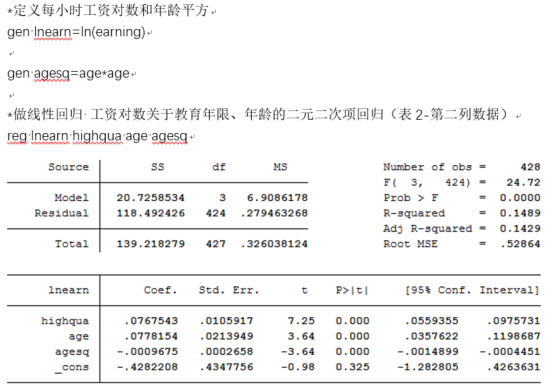 *定义每小时工资对数和年龄平方
gen lnearn=ln(earning)
gen agesq=age*age
*做线性回归 工资对数关于教育年限、年龄的二元二次项回归（表 2-第二列数据）
reg lnearn highqua age agesq
Source SS df MS Number of obs = 428
F( 3, 424) = 24.72
Model 20.7258534 3 6.9086178 Prob > F = 0.0000
Residual 118.492426 424 .279463268 R-squared = 0.1489
Adj R-squared = 0.1429
Total 139.218279 427 .326038124 Root MSE = .52864
lnearn Coef. Std. Err. t P>|t| [95% Conf. Interval]
highqua .0767543 .0105917 7.25 0.000 .0559355 .0975731
age .0778154 .0213949 3.64 0.000 .0357622 .1198687
agesq -.0009675 .0002658 -3.64 0.000 -.0014899 -.0004451
_cons -.4282208 .4347756 -0.98 0.325 -1.282805 .4263631